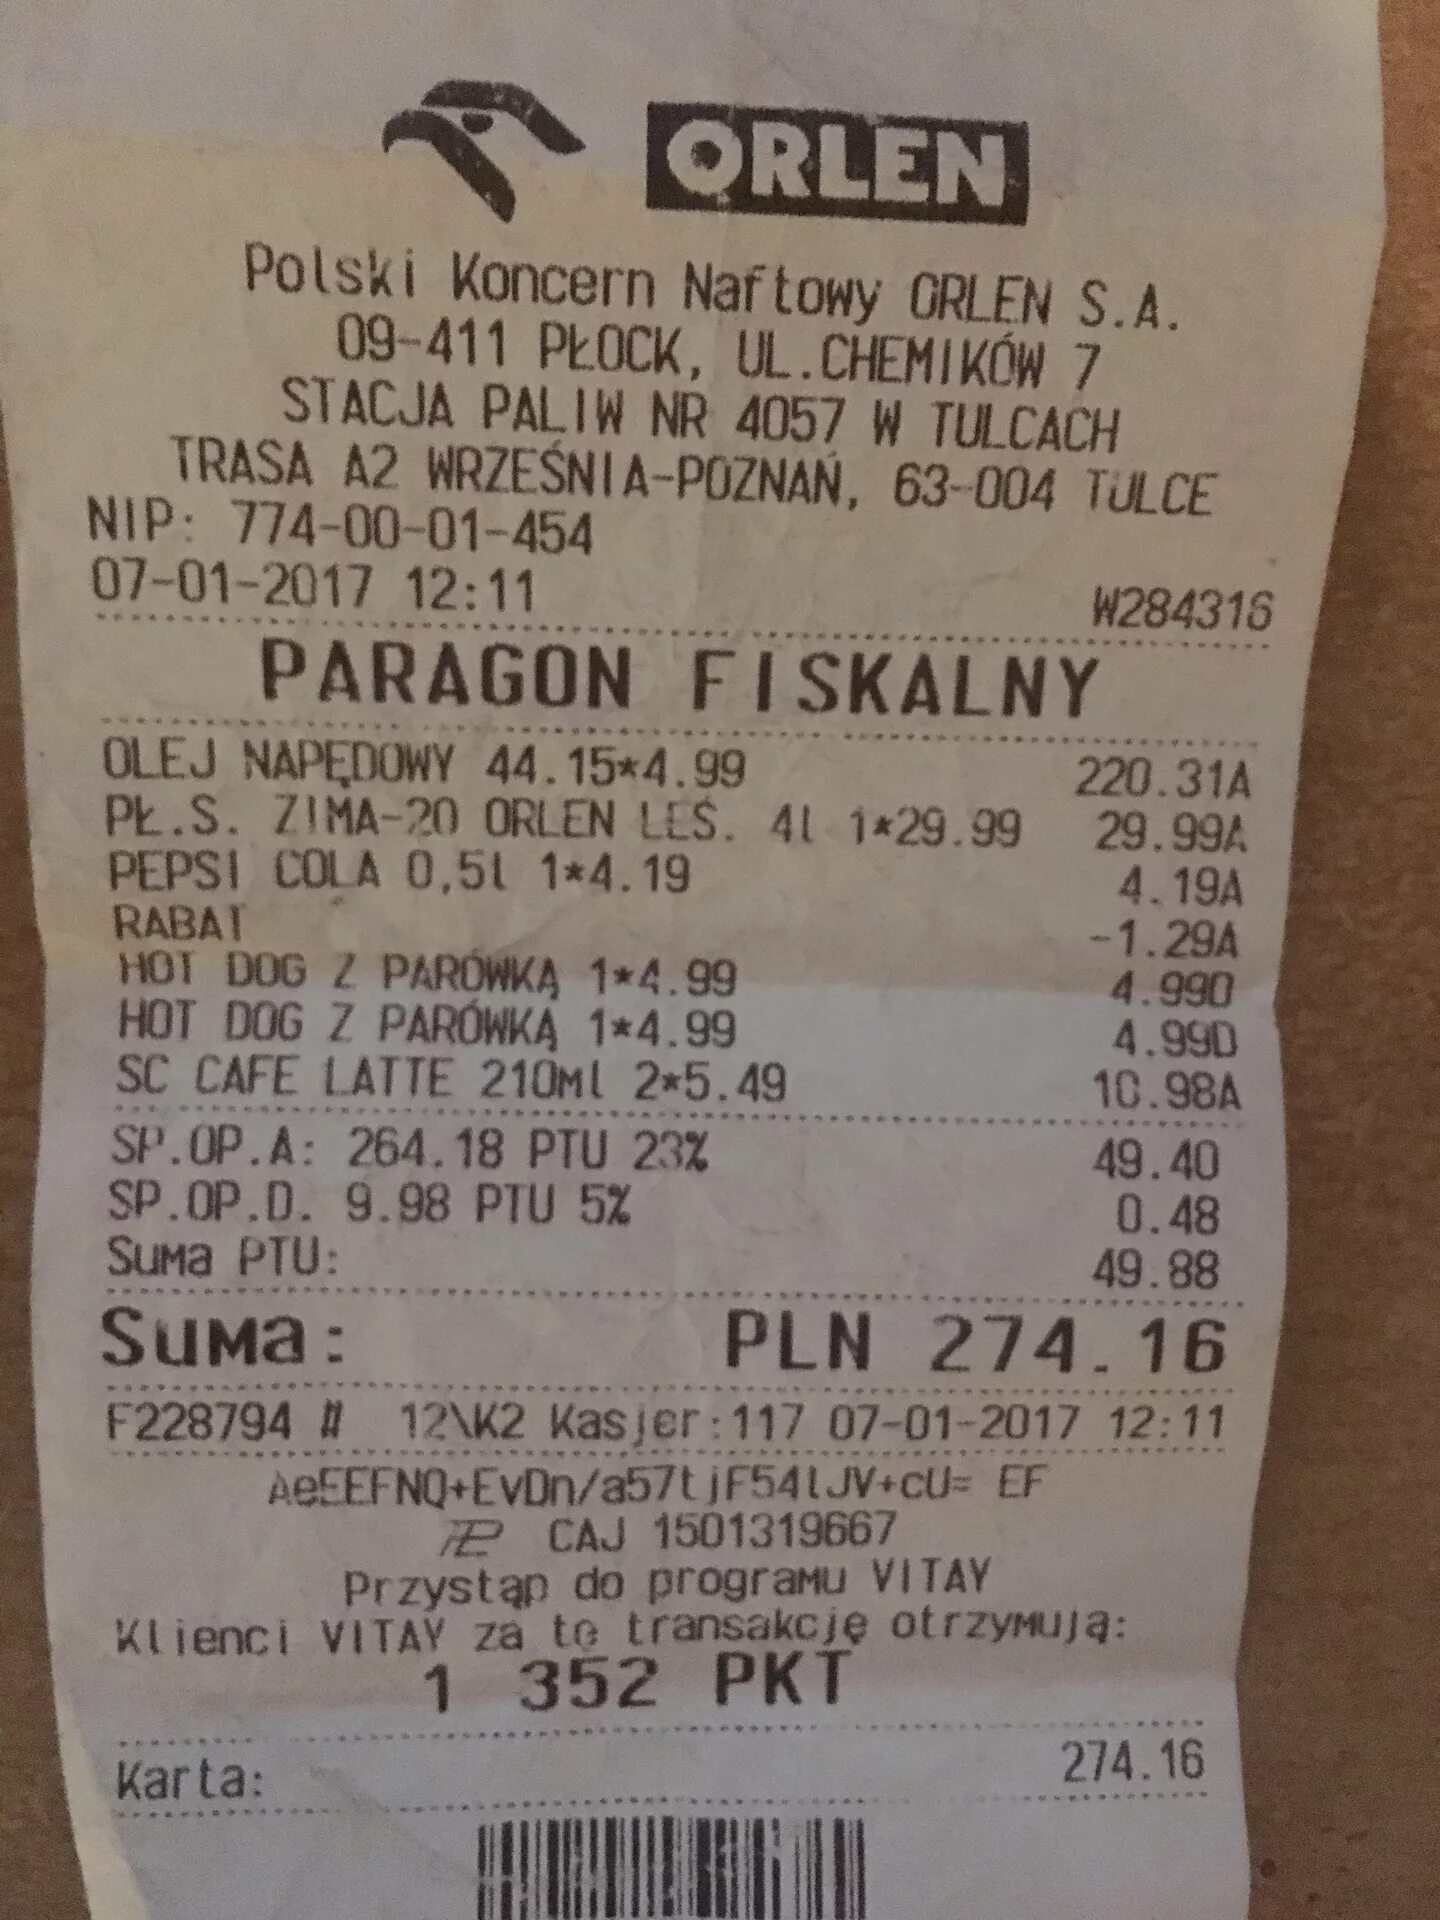 ORLEN
Polski Koncern Naftowy ORLEN S.A.
09-411 PŁOCK, UL.CHEMIKÓW 7
STACJA PALIW NR 4057 W TULCACH
TRASA A2 WRZEŚNIA-POZNAŃ, 63-004 TULCE
NIP: 774-00-01-454
07-01-2017 12:11 W284316
PARAGON FISKALNY
OLEJ NAPĘDOWY 44.15*4.99 220.31A
PŁ.S. ZIMA-20 ORLEN LEŚ. 4l 1*29.99 29.99A
PEPSI COLA 0,5l 1*4.19 4.19A
RABAT -1.29A
HOT DOG Z PARÓWKĄ 1*4.99 4.99D
HOT DOG Z PARÓWKĄ 1*4.99 4.99D
SC CAFE LATTE 210ml 2*5.49 10.98A
SP.OP.A: 264.18 PTU 23% 49.40
SP.OP.D. 9.98 PTU 5% 0.48
Suma PTU: 49.88
Suma: PLN 274.16
F228794 # 12\K2 Kasjer:117 07-01-2017 12:11
AeEEFNQ+EvDn/a57tjF54lJV+cU= EF
CAJ 1501319667
Przystąp do programu VITAY
Klienci VITAY za tę transakcję otrzymują:
1 352 PKT
Karta: 274.16